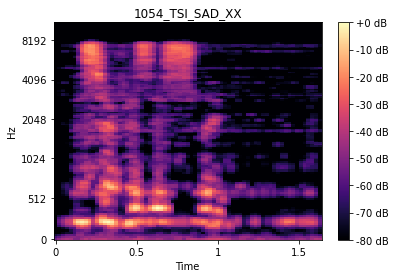 1054_TSI_SAD_XX
+0 dB
8192
-10 dB
4096
-20 dB
-30 dB
2048
Hz
-40 dB
1024
-50 dB
512
-60 dB
-70 dB
0
-80 dB
0
0.5
1
1.5
Time